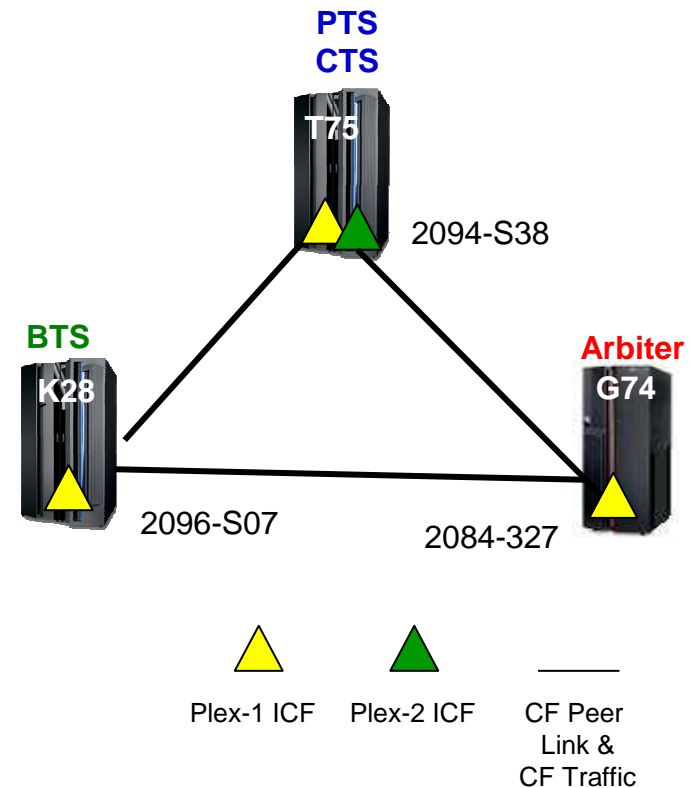 PTS
CTS
T75
2094-S38
BTS
K28
2096-S07
Arbiter
G74
2084-327
Plex-1 ICF
Plex-2 ICF
CF Peer
Link &
CF Traffic